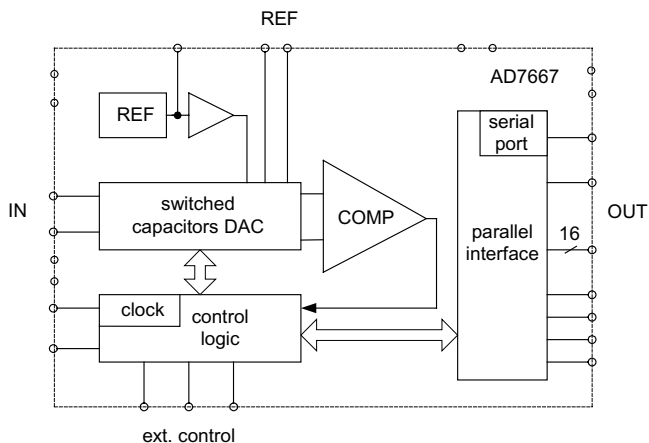 REF
AD7667
REF
serial
port
IN
switched
capacitors DAC
COMP
parallel
interface
16
OUT
clock
control
logic
ext. control